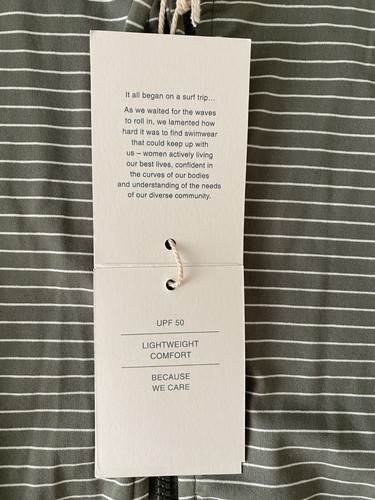 It all began on a surf trip...
As we waited for the waves
to roll in, we lamented how
hard it was to find swimwear
that could keep up with
us – women actively living
our best lives, confident in
the curves of our bodies
and understanding of the needs
of our diverse community.
UPF 50
LIGHTWEIGHT
COMFORT
BECAUSE
WE CARE